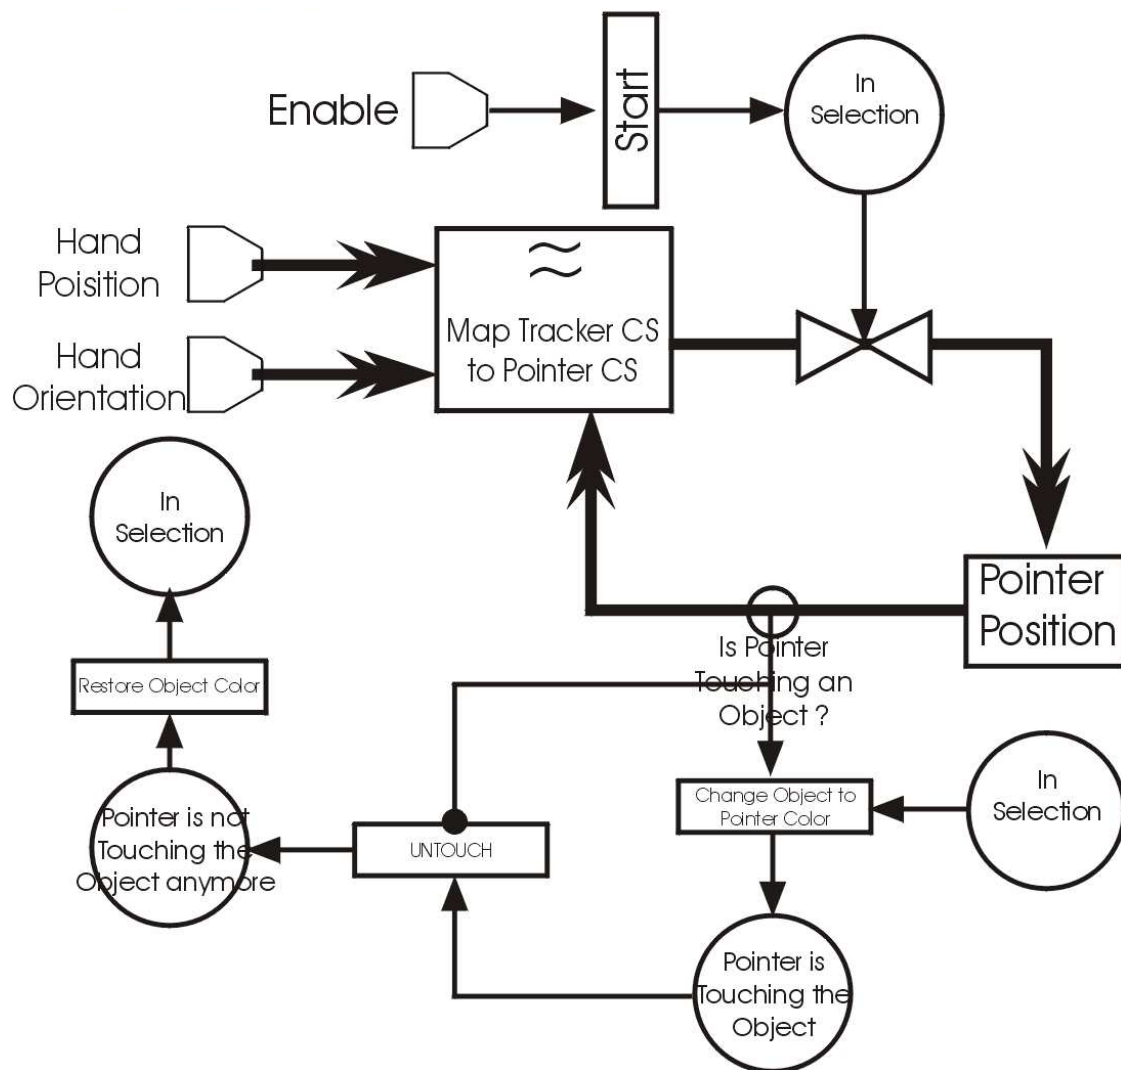 Enable
Start
In
Selection
Hand
Poisition
Map Tracker CS
to Pointer CS
Hand
Orientation
In
Selection
Pointer
Position
Is Pointer
Touching an
Object ?
Restore Object Color
In
Selection
Change Object to
Pointer Color
Pointer is not
Touching the
Object anymore
UNTOUCH
Pointer is
Touching the
Object